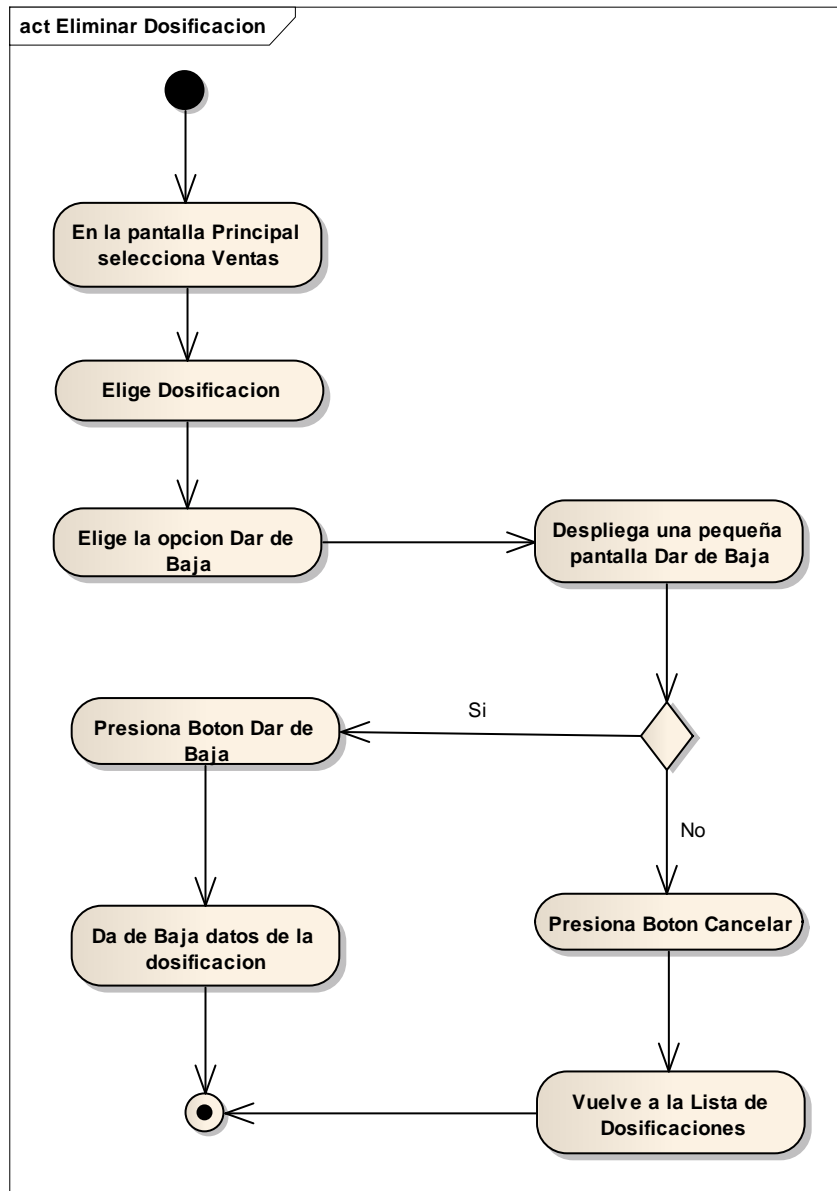 act Eliminar Dosificacion
En la pantalla Principal
selecciona Ventas
Elige Dosificacion
Elige la opcion Dar de
Baja
Despliega una pequeña
pantalla Dar de Baja
Si
Presiona Boton Dar de
Baja
No
Presiona Boton Cancelar
Da de Baja datos de la
dosificacion
Vuelve a la Lista de
Dosificaciones